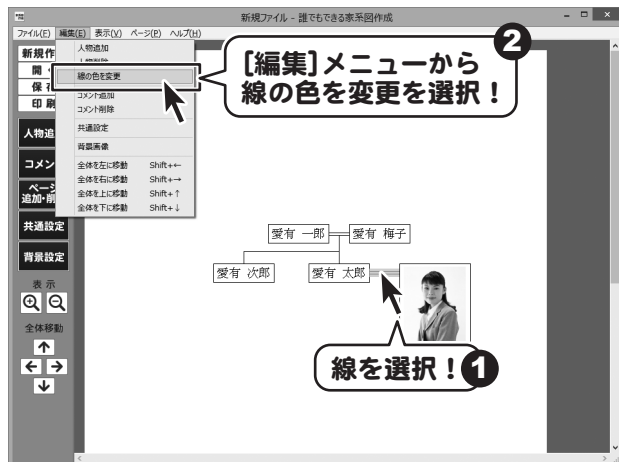 新規ファイル - 誰でもできる家系図作成
ファイル(F) 編集(E) 表示(V) ページ(P) ヘルプ(H)
新規作
開
保存
印刷
人物追
コメン
ページ
追加・削
共通設定
背景設定
表示
全体移動
人物追加
人物削除
線の色を変更
コメント追加
コメント削除
共通設定
背景画像
全体を左に移動 Shift+←
全体を右に移動 Shift+→
全体を上に移動 Shift+↑
全体を下に移動 Shift+↓
2
[編集]メニューから
線の色を変更を選択！
愛有 一郎
愛有 梅子
愛有 次郎
愛有 太郎
線を選択！1